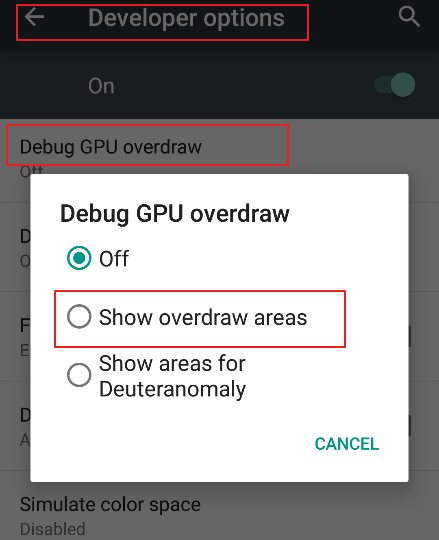 Developer options
On
Debug GPU overdraw
Off
Debug GPU overdraw
Off
Show overdraw areas
Show areas for
Deuteranomaly
CANCEL
D
O
F
E
D
A
Simulate color space
Disabled